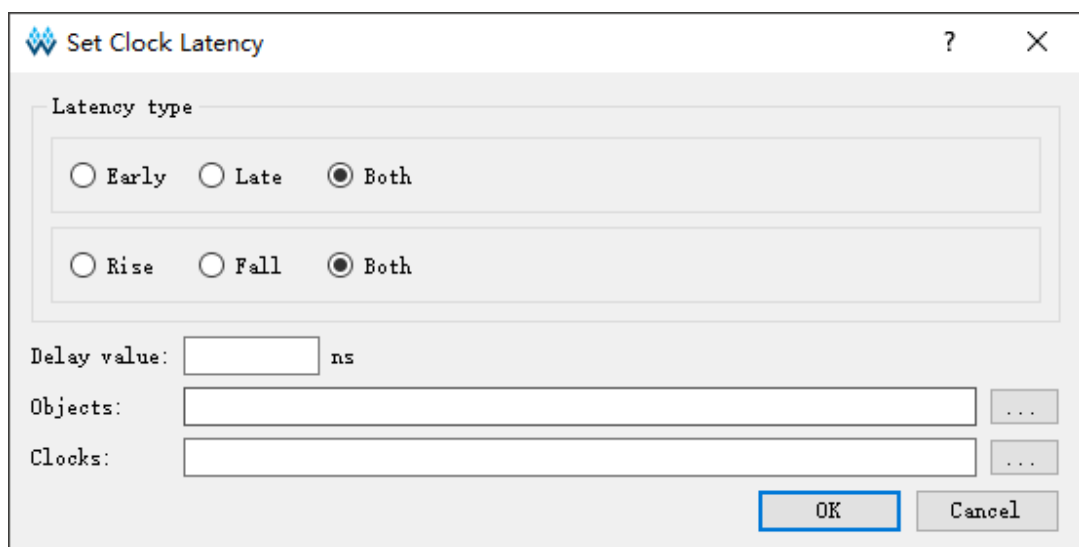 Set Clock Latency ?
Latency type
Early Late Both
Rise Fall Both
Delay value: ns
Objects: ...
Clocks: ...
OK Cancel